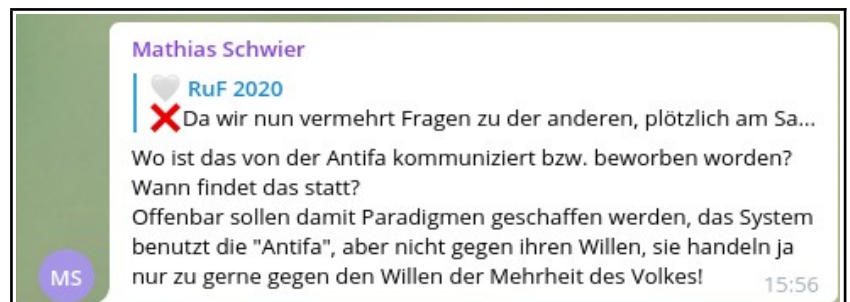 Mathias Schwier
RuF 2020
Da wir nun vermehrt Fragen zu der anderen, plötzlich am Sa...
Wo ist das von der Antifa kommuniziert bzw. beworben worden?
Wann findet das statt?
Offenbar sollen damit Paradigmen geschaffen werden, das System
benutzt die "Antifa", aber nicht gegen ihren Willen, sie handeln ja
nur zu gerne gegen den Willen der Mehrheit des Volkes!
15:56
MS